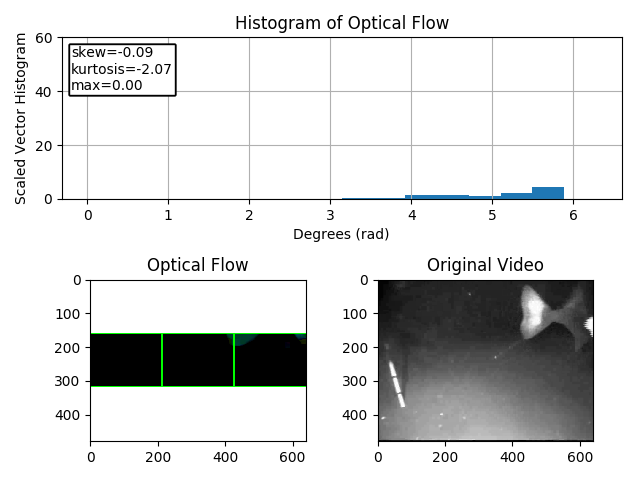 Histogram of Optical Flow
60
40
20
0
Scaled Vector Histogram
skew=-0.09
kurtosis=-2.07
max=0.00
0 1 2 3 4 5 6
Degrees (rad)
Optical Flow
0
100
200
300
400
0 200 400 600
Original Video
0
100
200
300
400
0 200 400 600